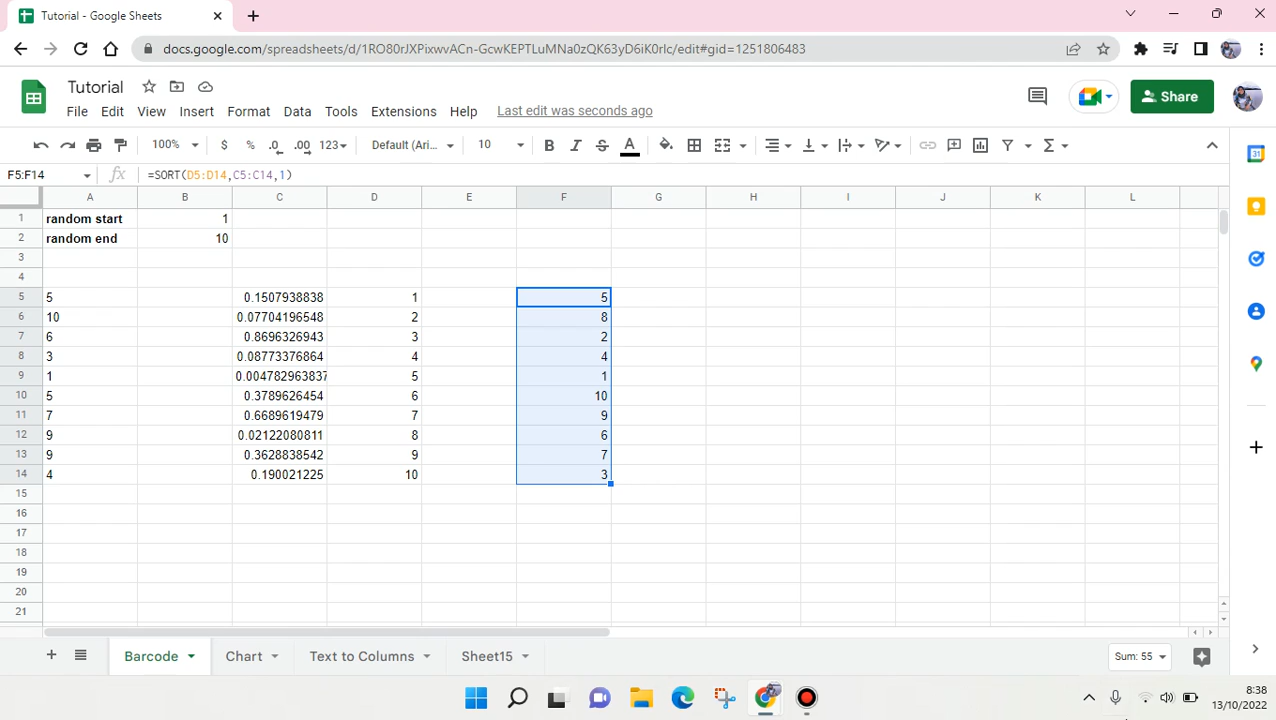 Tutorial - Google Sheets
docs.google.com/spreadsheets/d/1RO80rJXPixwvACn-GcwKEPTLuMNa0zQK63yD6iK0rlc/edit#gid=1251806483
Tutorial
File Edit View Insert Format Data Tools Extensions Help Last edit was seconds ago
Share
100% $ % .0 .00 123 Default (Ari... 10 B I S A
F5:F14 fx =SORT(D5:D14,C5:C14,1)
A B C D E F G H I J K L
1 random start 1
2 random end 10
3
4
5 5 0.1507938838 1 5
6 10 0.07704196548 2 8
7 6 0.8696326943 3 2
8 3 0.08773376864 4 4
9 1 0.004782963837 5 1
10 5 0.3789626454 6 10
11 7 0.6689619479 7 9
12 9 0.02122080811 8 6
13 9 0.3628838542 9 7
14 4 0.190021225 10 3
15
16
17
18
19
20
21
Barcode Chart Text to Columns Sheet15 Sum: 55
8:38
13/10/2022